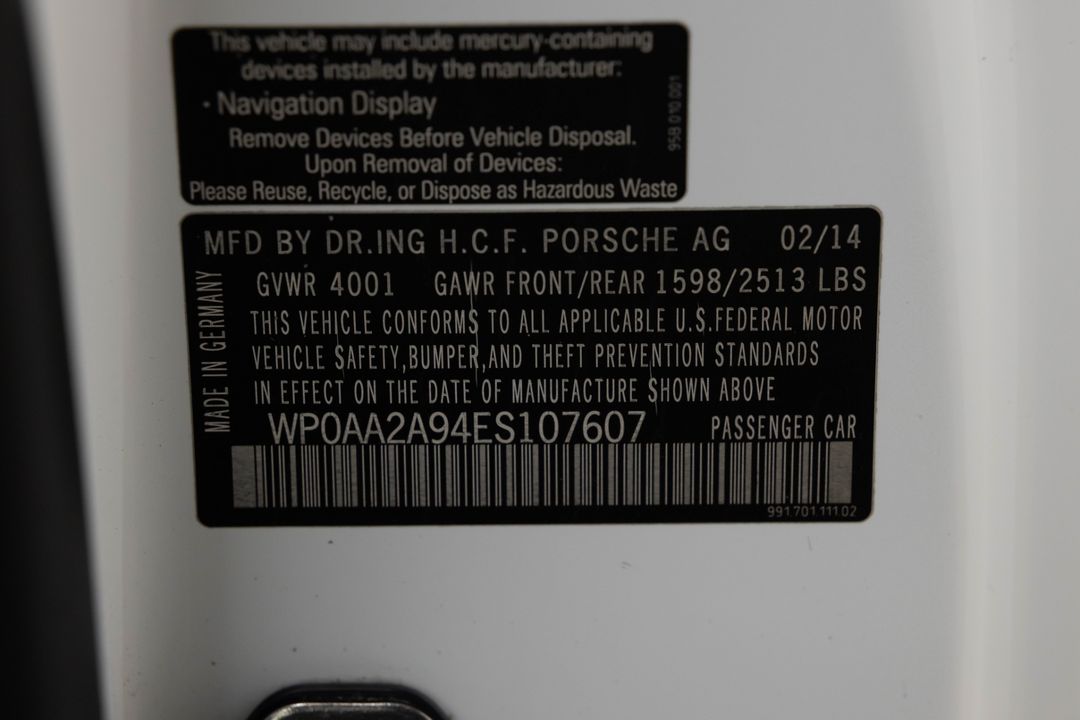 This vehicle may include mercury-containing
devices installed by the manufacturer:
· Navigation Display
Remove Devices Before Vehicle Disposal.
Upon Removal of Devices:
Please Reuse, Recycle, or Dispose as Hazardous Waste
95B 010 001
MFD BY DR.ING H.C.F. PORSCHE AG 02/14
GVWR 4001 GAWR FRONT/REAR 1598/2513 LBS
THIS VEHICLE CONFORMS TO ALL APPLICABLE U.S.FEDERAL MOTOR
VEHICLE SAFETY,BUMPER,AND THEFT PREVENTION STANDARDS
IN EFFECT ON THE DATE OF MANUFACTURE SHOWN ABOVE
MADE IN GERMANY
WP0AA2A94ES107607 PASSENGER CAR
991.701.111.02